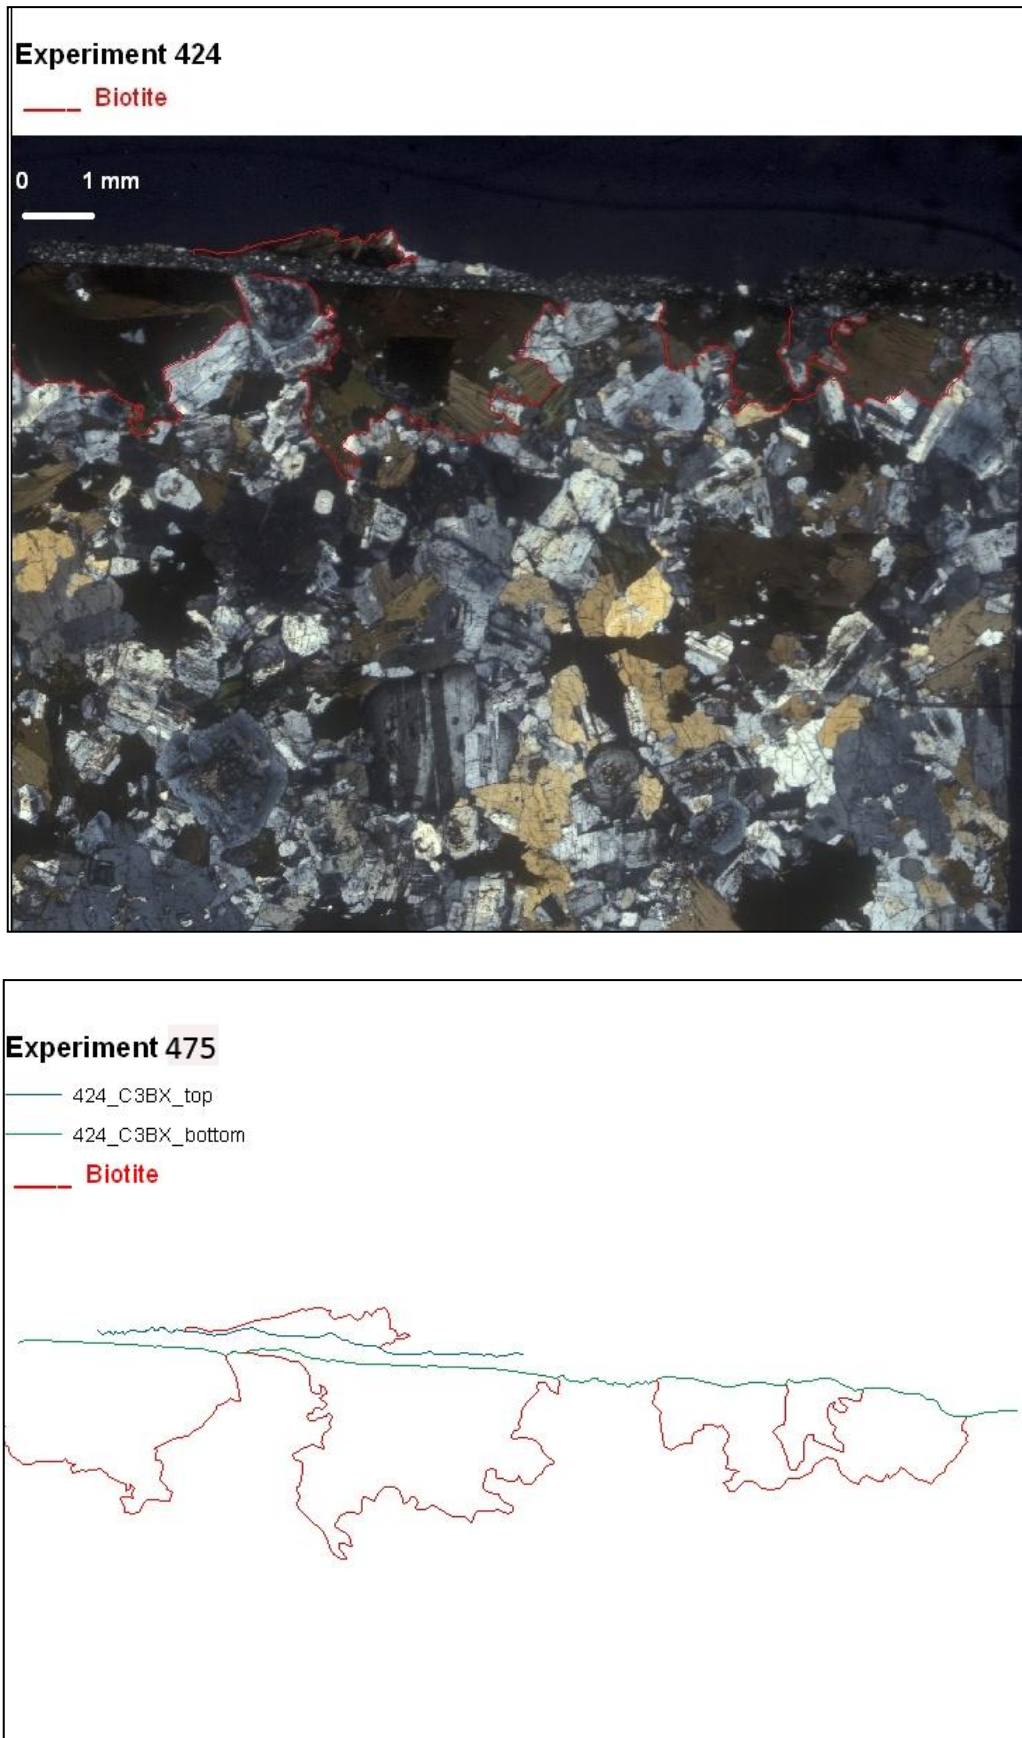 Experiment 424
Biotite
0 1 mm
Experiment 475
424_C3BX_top
424_C3BX_bottom
Biotite